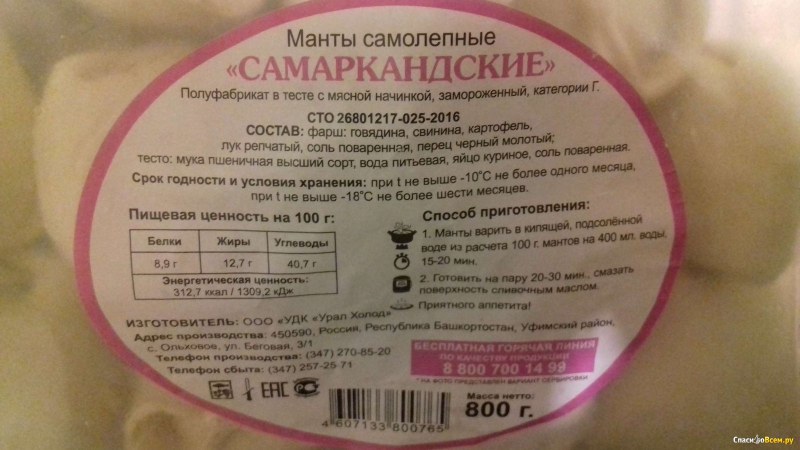 Манты самолепные
«САМАРКАНДСКИЕ»
Полуфабрикат в тесте с мясной начинкой, замороженный, категории Г.
СТО 26801217-025-2016
СОСТАВ: фарш: говядина, свинина, картофель,
лук репчатый, соль поваренная, перец черный молотый;
тесто: мука пшеничная высший сорт, вода питьевая, яйцо куриное, соль поваренная.
Срок годности и условия хранения: при t не выше -10°С не более одного месяца,
при t не выше -18°С не более шести месяцев.
Пищевая ценность на 100 г:
Белки Жиры Углеводы
8,9 г 12,7 г 40,7 г
Энергетическая ценность:
312,7 ккал / 1309,2 кДж
Способ приготовления:
1. Манты варить в кипящей, подсолённой
воде из расчета 100 г. мантов на 400 мл. воды,
15-20 мин.
2. Готовить на пару 20-30 мин., смазать
поверхность сливочным маслом.
Приятного аппетита!
ИЗГОТОВИТЕЛЬ: ООО «УДК «Урал Холод»
Адрес производства: 450590, Россия, Республика Башкортостан, Уфимский район,
с. Ольховое, ул. Беговая, 3/1
Телефон производства: (347) 270-85-20
Телефон сбыта: (347) 257-25-71
БЕСПЛАТНАЯ ГОРЯЧАЯ ЛИНИЯ
ПО КАЧЕСТВУ ПРОДУКЦИИ
8 800 700 14 99
* НА ФОТО ПРЕДСТАВЛЕН ВАРИАНТ СЕРВИРОВКИ
EAC
4 607133 800765
Масса нетто:
800 г.
СпасибоВсем.ру